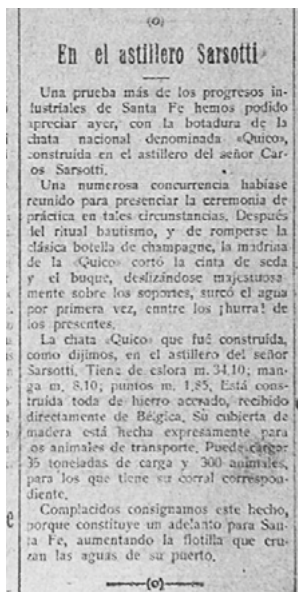 (o)
En el astillero Sarsotti
Una prueba más de los progresos in-
dustriales de Santa Fe hemos podido
apreciar ayer, con la botadura de la
chata nacional denominada «Quico»,
construida en el astillero del señor Car-
os Sarsotti.
Una numerosa concurrencia habíase
reunido para presenciar la ceremonia de
práctica en tales circunstancias. Después
del ritual bautismo, y de romperse la
clásica botella de champagne, la madrina
de la «Quico» cortó la cinta de seda
y el buque, deslizándose majestuosa-
mente sobre los soportes, surcó el agua
por primera vez, enntre los ¡hurra! de
los presentes.
La chata «Quico» que fué construída,
como dijimos, en el astillero del señor
Sarsotti. Tiene de eslora m. 34.10; man-
ga m. 8.10; puntos m. 1.85. Está cons-
truída toda de hierro acerado, recibido
directamente de Bélgica. Su cubierta de
madera está hecha expresamente para
os animales de transporte. Puede cargar
35 toneladas de carga y 300 animales,
para los que tiene su corral correspon-
diente.
Complacidos consignamos este hecho,
porque constituye un adelanto para San-
ta Fe, aumentando la flotilla que cru-
zan las aguas de su puerto.
(o)